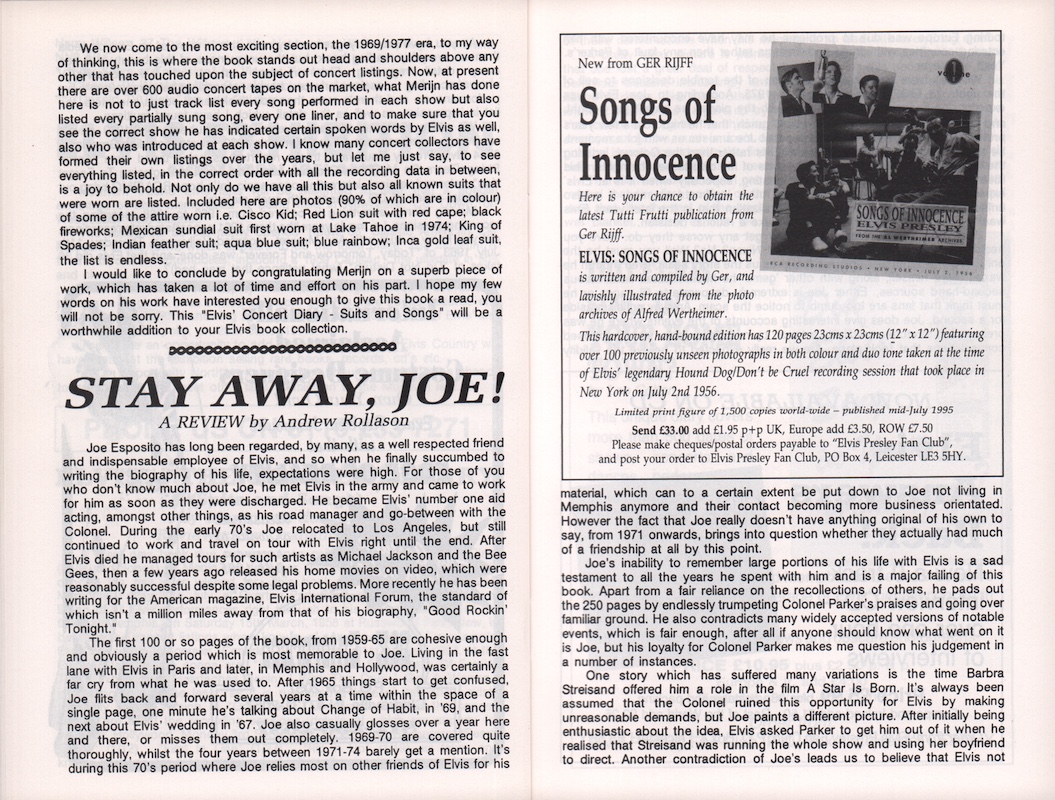 We now come to the most exciting section, the 1969/1977 era, to my way
of thinking, this is where the book stands out head and shoulders above any
other that has touched upon the subject of concert listings. Now, at present
there are over 600 audio concert tapes on the market, what Merijn has done
here is not to just track list every song performed in each show but also
listed every partially sung song, every one liner, and to make sure that you
see the correct show he has indicated certain spoken words by Elvis as well,
also who was introduced at each show. I know many concert collectors have
formed their own listings over the years, but let me just say, to see
everything listed, in the correct order with all the recording data in between,
is a joy to behold. Not only do we have all this but also all known suits that
were worn are listed. Included here are photos (90% of which are in colour)
of some of the attire worn i.e. Cisco Kid; Red Lion suit with red cape; black
fireworks; Mexican sundial suit first worn at Lake Tahoe in 1974; King of
Spades; Indian feather suit; aqua blue suit; blue rainbow; Inca gold leaf suit,
the list is endless.
I would like to conclude by congratulating Merijn on a superb piece of
work, which has taken a lot of time and effort on his part. I hope my few
words on his work have interested you enough to give this book a read, you
will not be sorry. This "Elvis' Concert Diary - Suits and Songs" will be a
worthwhile addition to your Elvis book collection.
STAY AWAY, JOE!
A REVIEW by Andrew Rollason
Joe Esposito has long been regarded, by many, as a well respected friend
and indispensable employee of Elvis, and so when he finally succumbed to
writing the biography of his life, expectations were high. For those of you
who don't know much about Joe, he met Elvis in the army and came to work
for him as soon as they were discharged. He became Elvis' number one aid
acting, amongst other things, as his road manager and go-between with the
Colonel. During the early 70's Joe relocated to Los Angeles, but still
continued to work and travel on tour with Elvis right until the end. After
Elvis died he managed tours for such artists as Michael Jackson and the Bee
Gees, then a few years ago released his home movies on video, which were
reasonably successful despite some legal problems. More recently he has been
writing for the American magazine, Elvis International Forum, the standard of
which isn't a million miles away from that of his biography, "Good Rockin'
Tonight."
The first 100 or so pages of the book, from 1959-65 are cohesive enough
and obviously a period which is most memorable to Joe. Living in the fast
lane with Elvis in Paris and later, in Memphis and Hollywood, was certainly a
far cry from what he was used to. After 1965 things start to get confused,
Joe flits back and forward several years at a time within the space of a
single page, one minute he's talking about Change of Habit, in '69, and the
next about Elvis' wedding in '67. Joe also casually glosses over a year here
and there, or misses them out completely. 1969-70 are covered quite
thoroughly, whilst the four years between 1971-74 barely get a mention. It's
during this 70's period where Joe relies most on other friends of Elvis for his
New from GER RIJFF
Songs of
Innocence
Here is your chance to obtain the
latest Tutti Frutti publication from
Ger Rijff.
ELVIS: SONGS OF INNOCENCE
is written and compiled by Ger, and
lavishly illustrated from the photo
archives of Alfred Wertheimer.
This hardcover, hand-bound edition has 120 pages 23cms x 23cms (12" x 12") featuring
over 100 previously unseen photographs in both colour and duo tone taken at the time
of Elvis' legendary Hound Dog/Don't be Cruel recording session that took place in
New York on July 2nd 1956.
Limited print figure of 1,500 copies world-wide – published mid-July 1995
Send £33.00 add £1.95 p+p UK, Europe add £3.50, ROW £7.50
Please make cheques/postal orders payable to "Elvis Presley Fan Club",
and post your order to Elvis Presley Fan Club, PO Box 4, Leicester LE3 5HY.
volume
1
SONGS OF INNOCENCE
ELVIS PRESLEY
FROM THE AL WERTHEIMER ARCHIVES
RCA RECORDING STUDIOS • NEW YORK • JULY 2, 1956
material, which can to a certain extent be put down to Joe not living in
Memphis anymore and their contact becoming more business orientated.
However the fact that Joe really doesn't have anything original of his own to
say, from 1971 onwards, brings into question whether they actually had much
of a friendship at all by this point.
Joe's inability to remember large portions of his life with Elvis is a sad
testament to all the years he spent with him and is a major failing of this
book. Apart from a fair reliance on the recollections of others, he pads out
the 250 pages by endlessly trumpeting Colonel Parker's praises and going over
familiar ground. He also contradicts many widely accepted versions of notable
events, which is fair enough, after all if anyone should know what went on it
is Joe, but his loyalty for Colonel Parker makes me question his judgement in
a number of instances.
One story which has suffered many variations is the time Barbra
Streisand offered him a role in the film A Star Is Born. It's always been
assumed that the Colonel ruined this opportunity for Elvis by making
unreasonable demands, but Joe paints a different picture. After initially being
enthusiastic about the idea, Elvis asked Parker to get him out of it when he
realised that Streisand was running the whole show and using her boyfriend
to direct. Another contradiction of Joe's leads us to believe that Elvis not